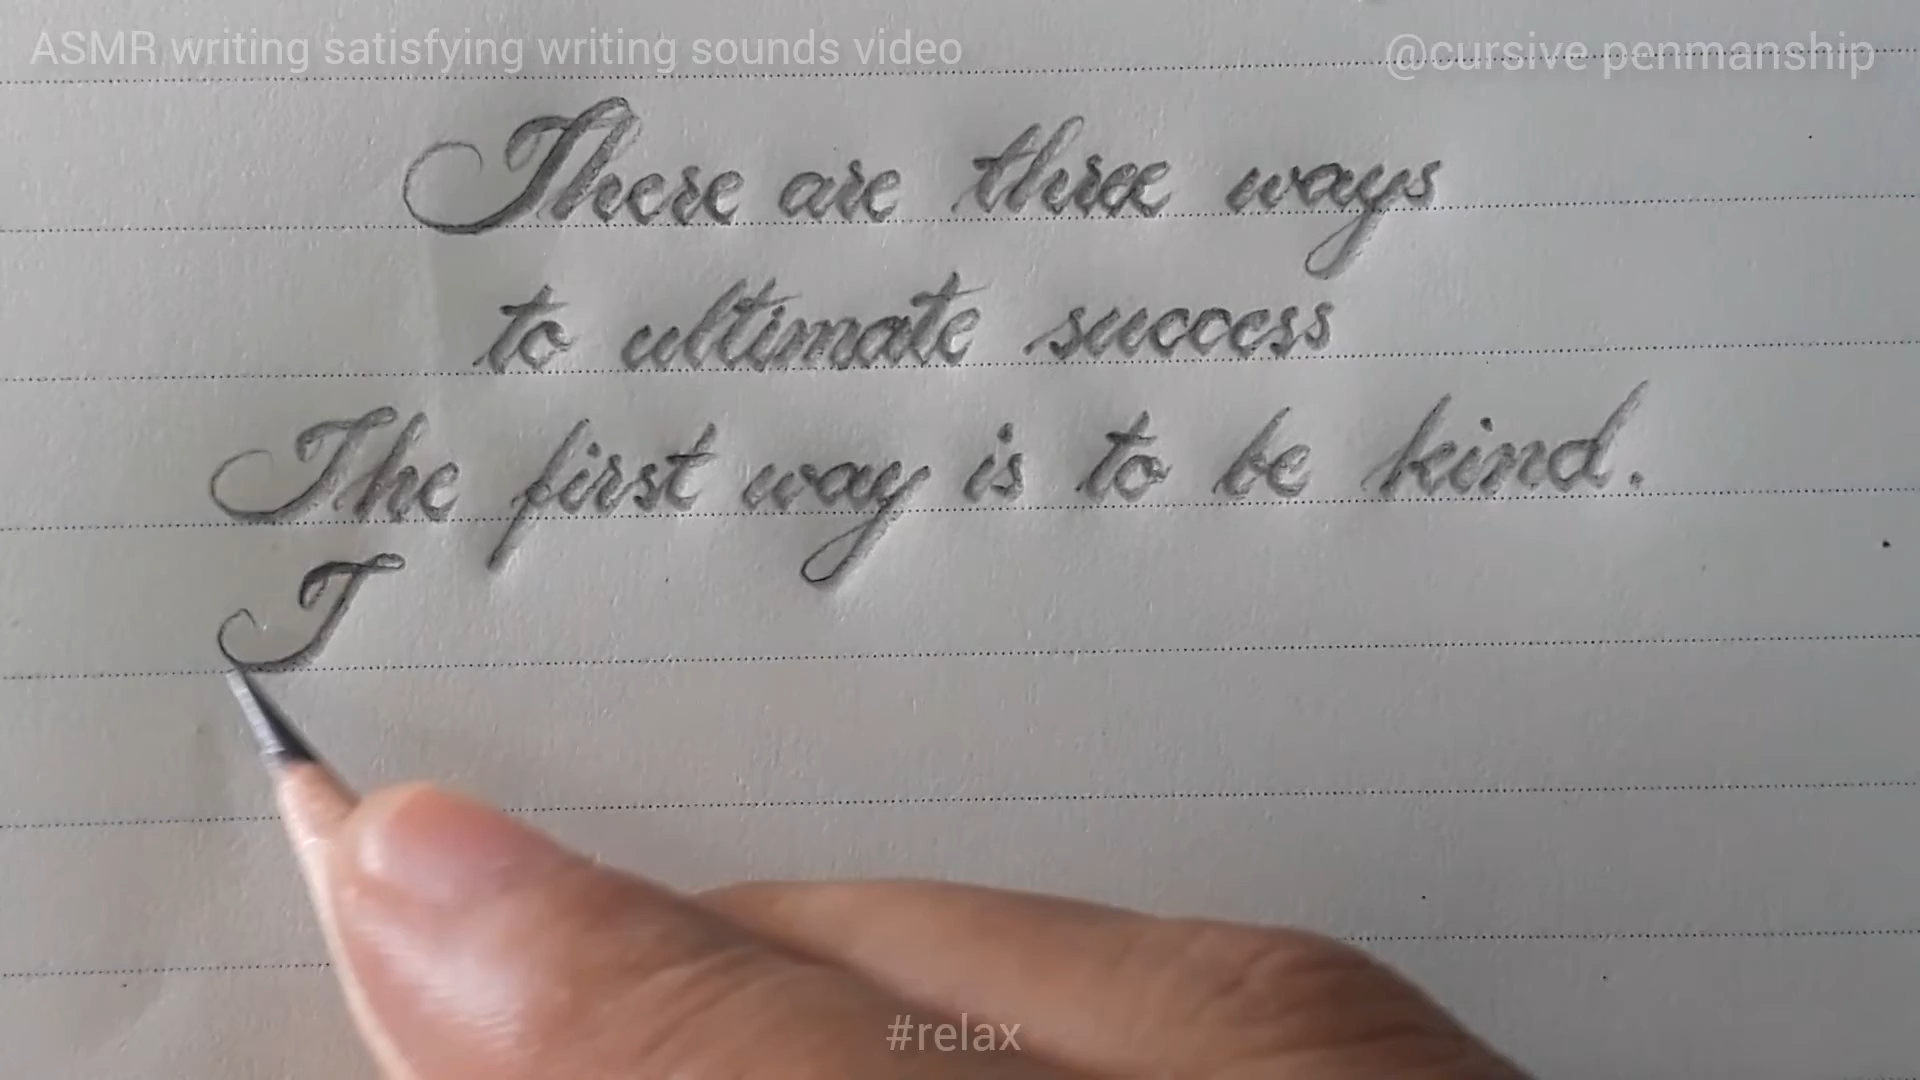 ASMR writing satisfying writing sounds video
@cursive penmanship
There are three ways
to ultimate success
The first way is to be kind.
T
#relax